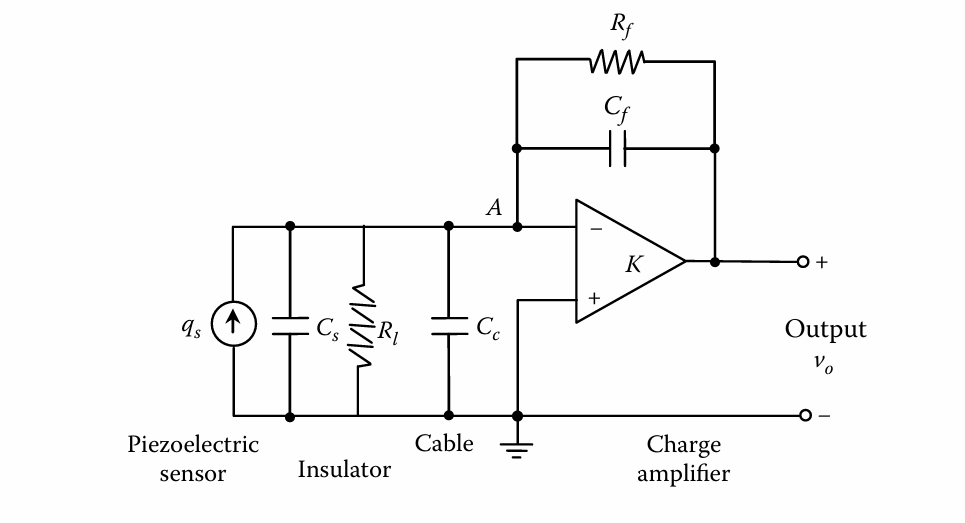 R_f
C_f
A
−
K
+
+
q_s
C_s
R_l
C_c
Output
v_o
−
Piezoelectric
sensor
Insulator
Cable
Charge
amplifier